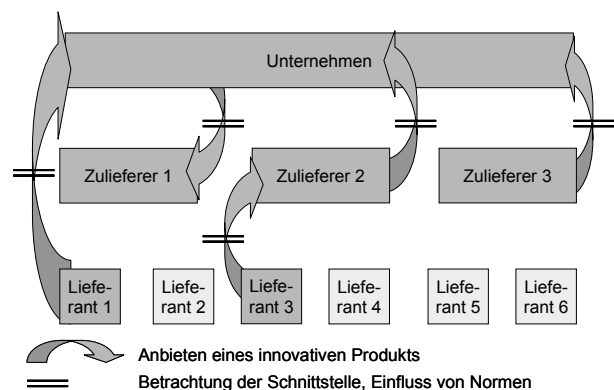 Unternehmen
Zulieferer 1
Zulieferer 2
Zulieferer 3
Liefe-
rant 1
Liefe-
rant 2
Liefe-
rant 3
Liefe-
rant 4
Liefe-
rant 5
Liefe-
rant 6
Anbieten eines innovativen Produkts
Betrachtung der Schnittstelle, Einfluss von Normen